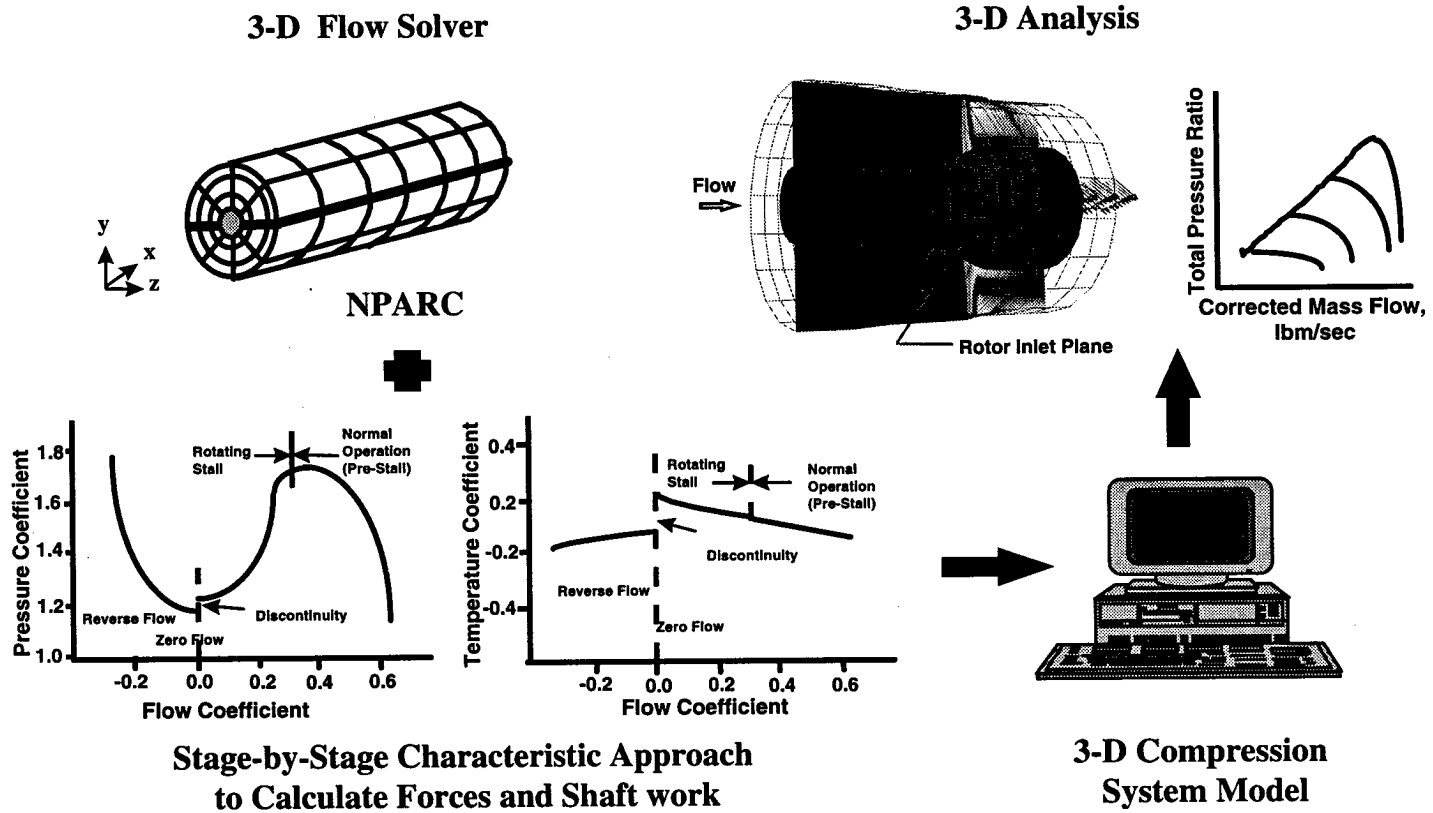 3-D Flow Solver
y
x
z
NPARC
3-D Analysis
Flow
Rotor Inlet Plane
Total Pressure Ratio
Corrected Mass Flow,
lbm/sec
Pressure Coefficient
1.8
1.6
1.4
1.2
1.0
Rotating
Stall
Normal
Operation
(Pre-Stall)
Reverse Flow
Discontinuity
Zero Flow
-0.2 0.0 0.2 0.4 0.6
Flow Coefficient
Temperature Coefficient
0.4
0.2
-0.2
-0.4
Rotating
Stall
Normal
Operation
(Pre-Stall)
Discontinuity
Reverse Flow
Zero Flow
-0.2 0.0 0.2 0.4 0.6
Flow Coefficient
Stage-by-Stage Characteristic Approach
to Calculate Forces and Shaft work
3-D Compression
System Model